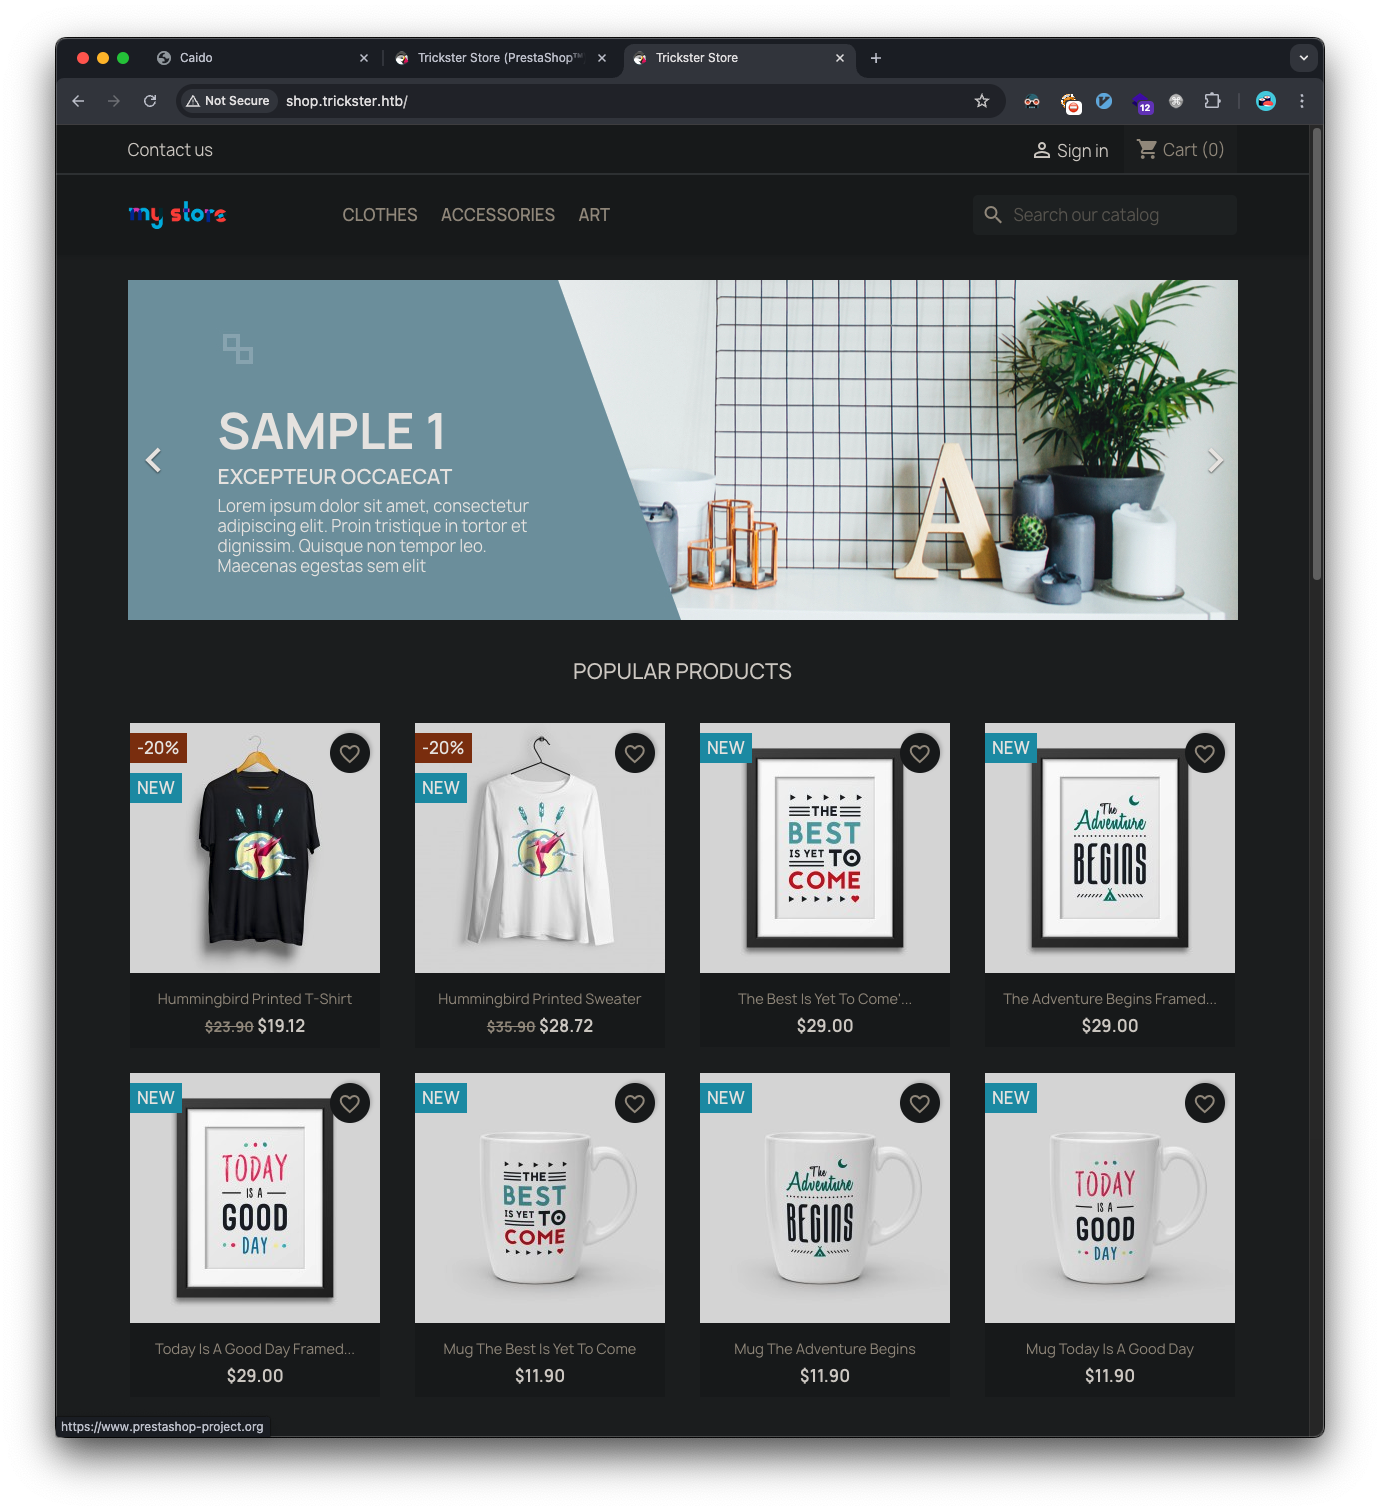 Caido
Trickster Store (PrestaShop™
Trickster Store
Not Secure
shop.trickster.htb/
12
Contact us
Sign in
Cart (0)
my store
CLOTHES
ACCESSORIES
ART
Search our catalog
SAMPLE 1
EXCEPTEUR OCCAECAT
Lorem ipsum dolor sit amet, consectetur
adipiscing elit. Proin tristique in tortor et
dignissim. Quisque non tempor leo.
Maecenas egestas sem elit
A
POPULAR PRODUCTS
-20%
NEW
Hummingbird Printed T-Shirt
$23.90 $19.12
-20%
NEW
Hummingbird Printed Sweater
$35.90 $28.72
NEW
THE
BEST
IS YET TO
COME
The Best Is Yet To Come'...
$29.00
NEW
The
Adventure
BEGINS
The Adventure Begins Framed...
$29.00
NEW
TODAY
IS A
GOOD
DAY
Today Is A Good Day Framed...
$29.00
NEW
THE
BEST
IS YET TO
COME
Mug The Best Is Yet To Come
$11.90
NEW
The
Adventure
BEGINS
Mug The Adventure Begins
$11.90
NEW
TODAY
IS A
GOOD
DAY
Mug Today Is A Good Day
$11.90
https://www.prestashop-project.org